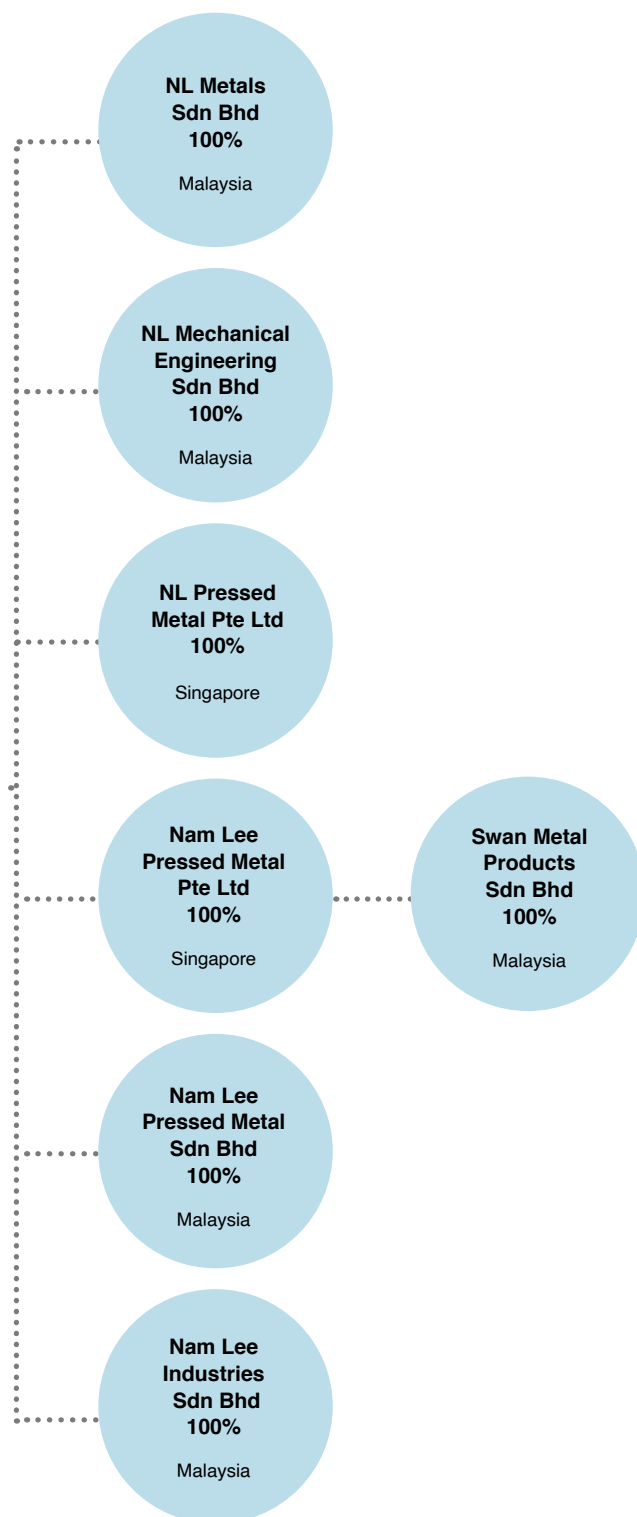 NL Metals
Sdn Bhd
100%
Malaysia
NL Mechanical
Engineering
Sdn Bhd
100%
Malaysia
NL Pressed
Metal Pte Ltd
100%
Singapore
Nam Lee
Pressed Metal
Pte Ltd
100%
Singapore
Swan Metal
Products
Sdn Bhd
100%
Malaysia
Nam Lee
Pressed Metal
Sdn Bhd
100%
Malaysia
Nam Lee
Industries
Sdn Bhd
100%
Malaysia